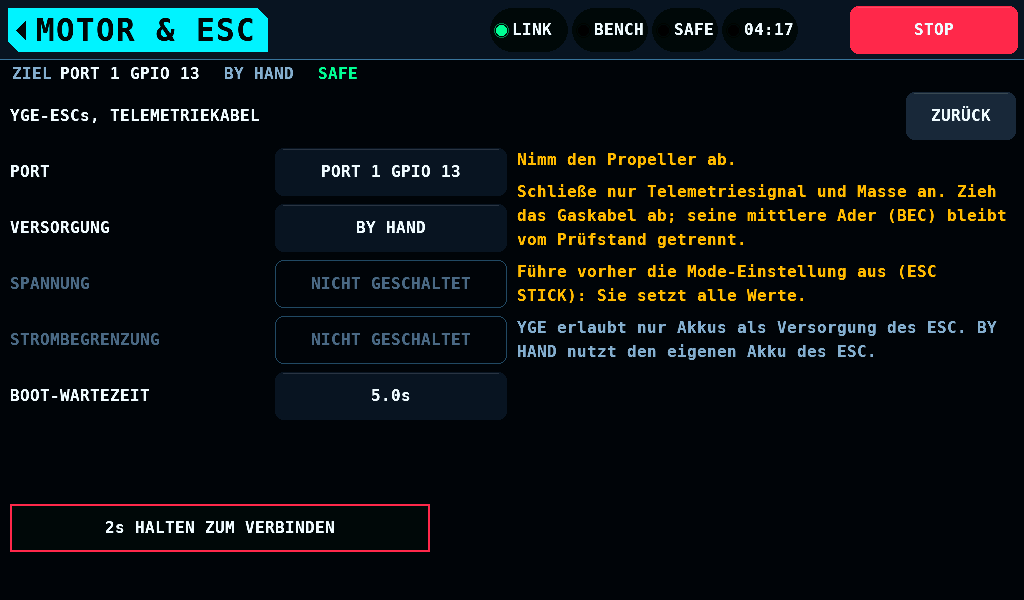 MOTOR & ESC
LINK
BENCH
SAFE
04:17
STOP
ZIEL PORT 1 GPIO 13 BY HAND SAFE
YGE-ESCs, TELEMETRIEKABEL
ZURÜCK
PORT
PORT 1 GPIO 13
VERSORGUNG
BY HAND
SPANNUNG
NICHT GESCHALTET
STROMBEGRENZUNG
NICHT GESCHALTET
BOOT-WARTEZEIT
5.0s
Nimm den Propeller ab.
Schließe nur Telemetriesignal und Masse an. Zieh
das Gaskabel ab; seine mittlere Ader (BEC) bleibt
vom Prüfstand getrennt.
Führe vorher die Mode-Einstellung aus (ESC
STICK): Sie setzt alle Werte.
YGE erlaubt nur Akkus als Versorgung des ESC. BY
HAND nutzt den eigenen Akku des ESC.
2s HALTEN ZUM VERBINDEN